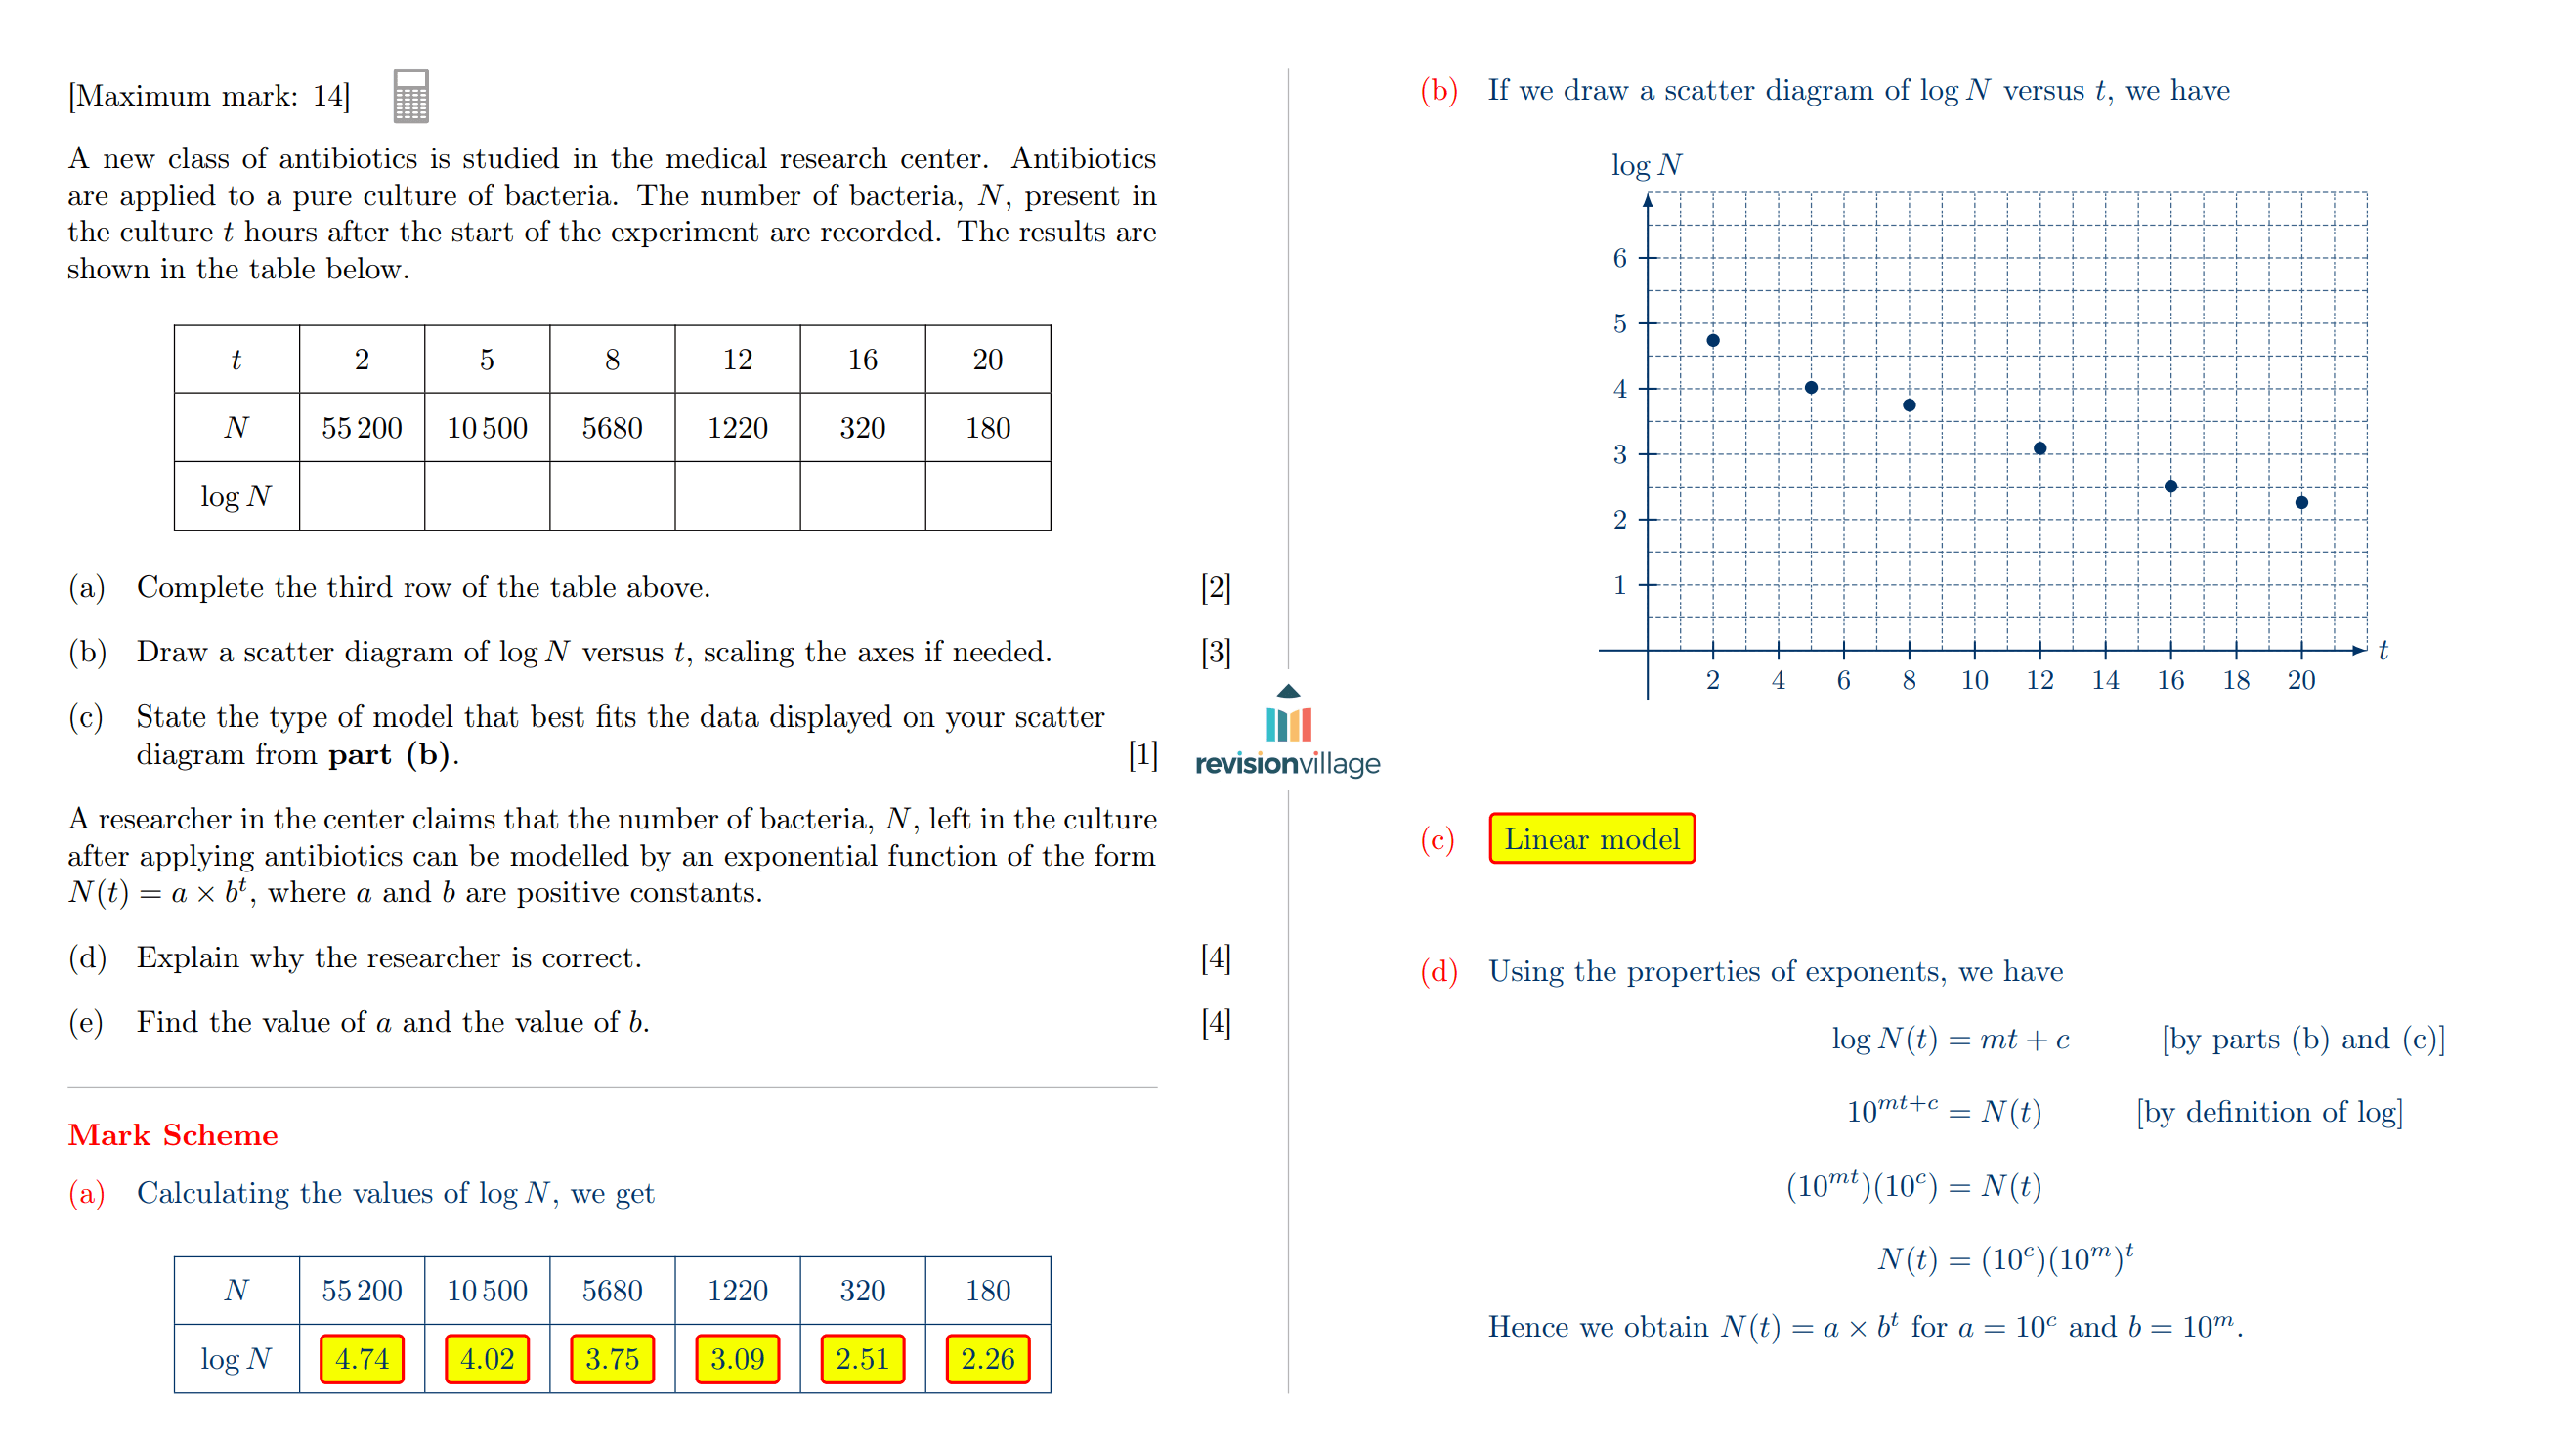 [Maximum mark: 14]
A new class of antibiotics is studied in the medical research center. Antibiotics
are applied to a pure culture of bacteria. The number of bacteria, N, present in
the culture t hours after the start of the experiment are recorded. The results are
shown in the table below.
t 2 5 8 12 16 20
N 55 200 10 500 5680 1220 320 180
log N
(a) Complete the third row of the table above. [2]
(b) Draw a scatter diagram of log N versus t, scaling the axes if needed. [3]
(c) State the type of model that best fits the data displayed on your scatter
diagram from part (b). [1]
A researcher in the center claims that the number of bacteria, N, left in the culture
after applying antibiotics can be modelled by an exponential function of the form
N(t) = a × b^t, where a and b are positive constants.
(d) Explain why the researcher is correct. [4]
(e) Find the value of a and the value of b. [4]
Mark Scheme
(a) Calculating the values of log N, we get
N 55 200 10 500 5680 1220 320 180
log N 4.74 4.02 3.75 3.09 2.51 2.26
revisionvillage
(b) If we draw a scatter diagram of log N versus t, we have
log N
6
5
4
3
2
1
t
2 4 6 8 10 12 14 16 18 20
(c) Linear model
(d) Using the properties of exponents, we have
log N(t) = mt + c [by parts (b) and (c)]
10^{mt+c} = N(t) [by definition of log]
(10^{mt})(10^c) = N(t)
N(t) = (10^c)(10^m)^t
Hence we obtain N(t) = a × b^t for a = 10^c and b = 10^m.